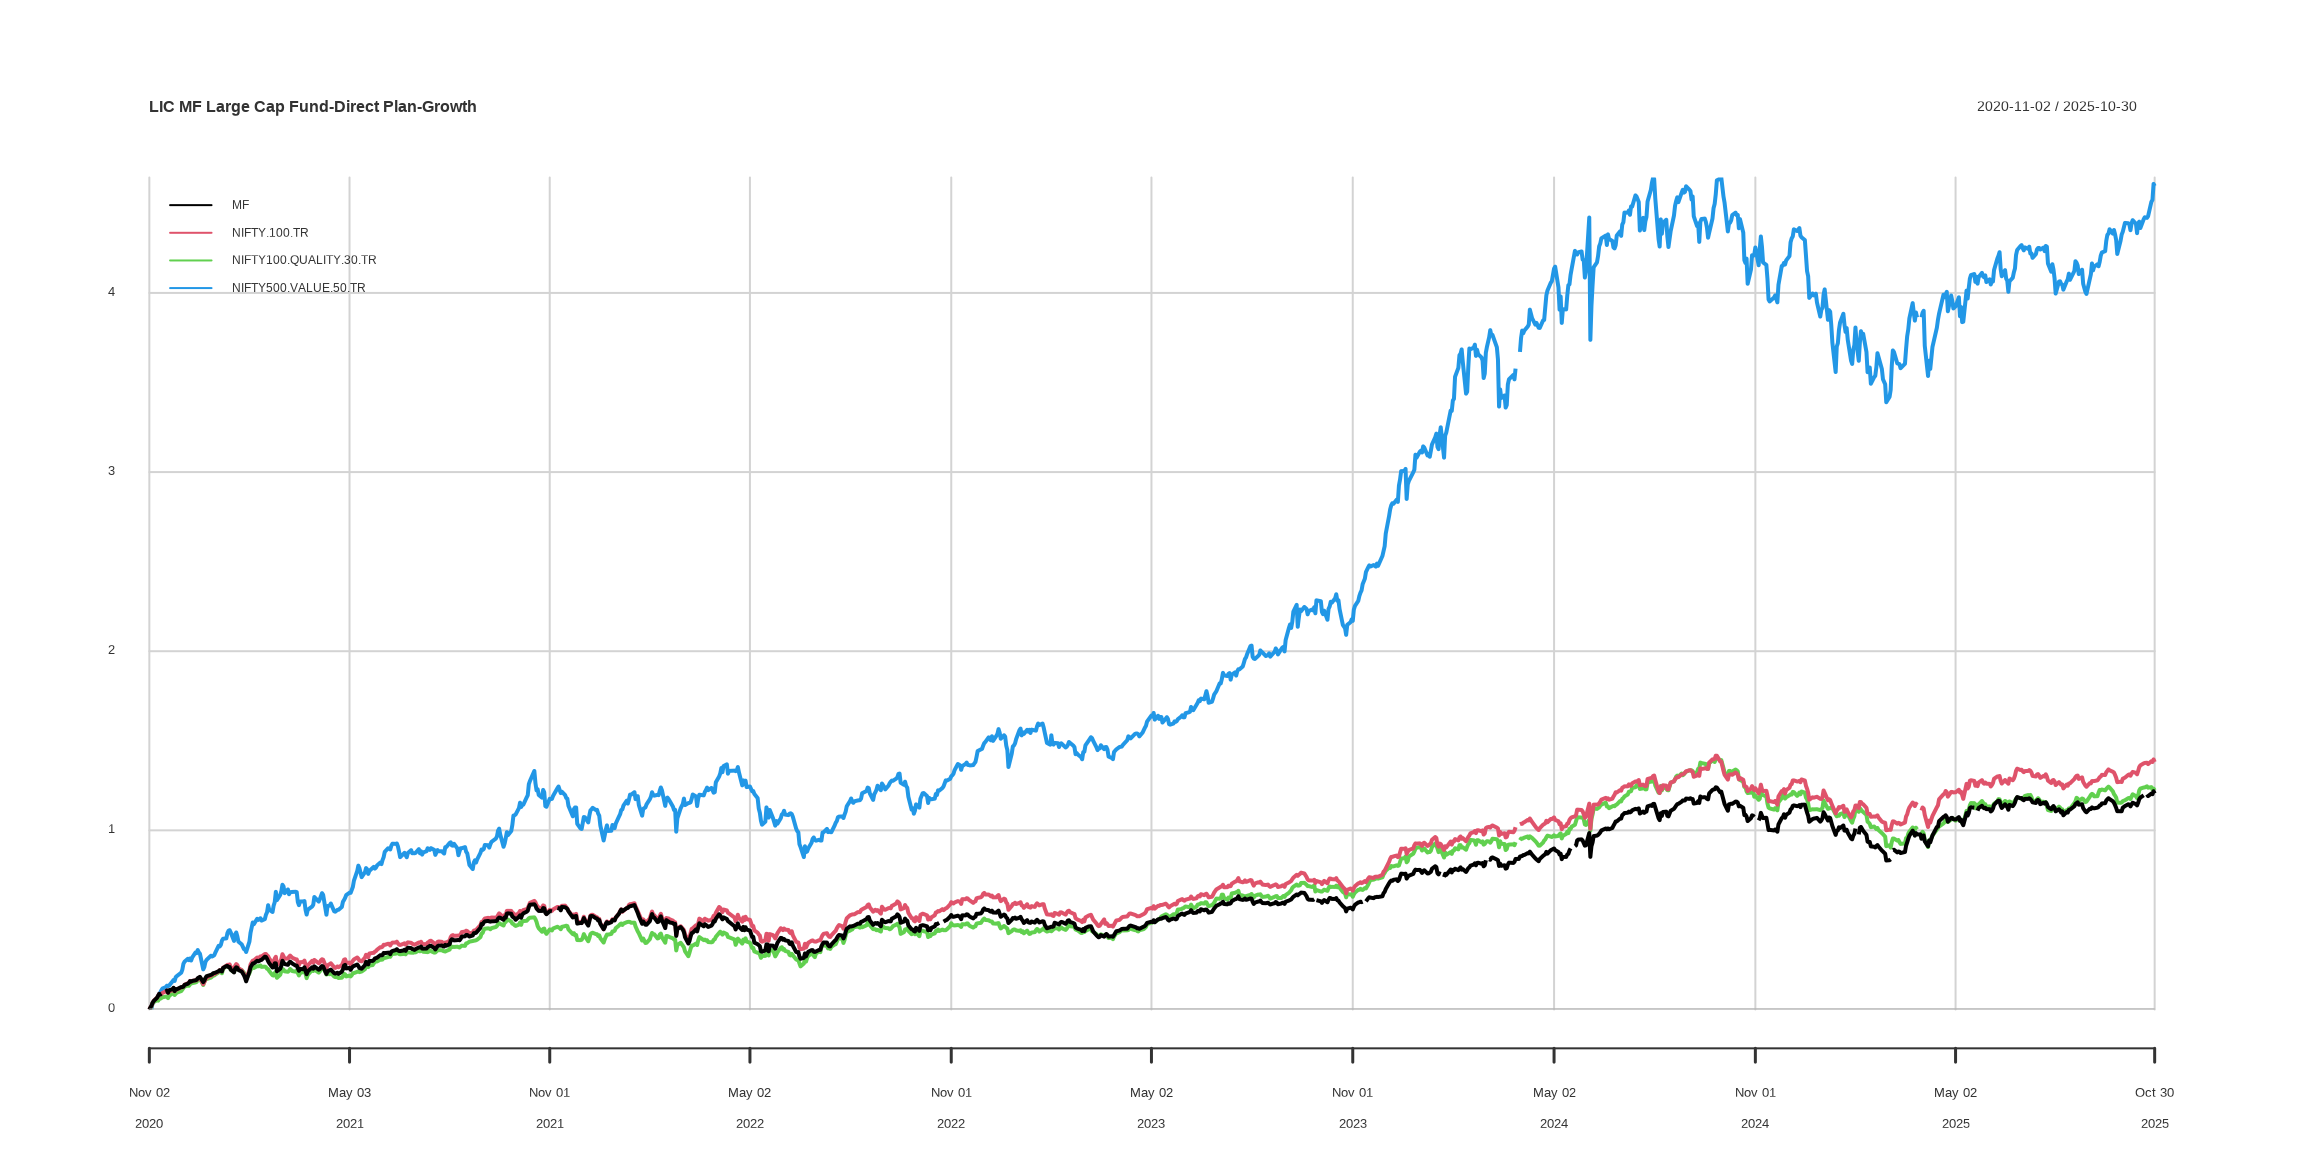 LIC MF Large Cap Fund-Direct Plan-Growth
2020-11-02 / 2025-10-30
MF
NIFTY.100.TR
NIFTY100.QUALITY.30.TR
NIFTY500.VALUE.50.TR
4
3
2
1
0
Nov 02 May 03 Nov 01 May 02 Nov 01 May 02 Nov 01 May 02 Nov 01 May 02 Oct 30
2020 2021 2021 2022 2022 2023 2023 2024 2024 2025 2025